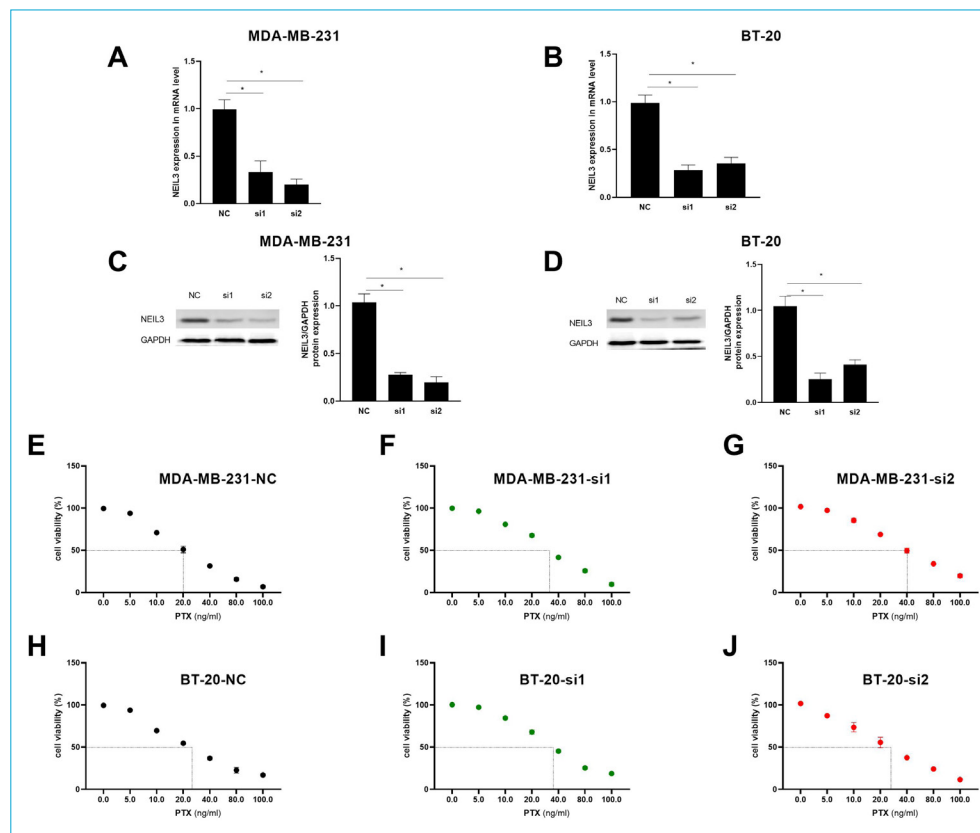 A
MDA-MB-231
NEIL3 expression in mRNA level
1.5
1.0
0.5
0.0
*
*
NC si1 si2
B
BT-20
NEIL3 expression in mRNA level
1.5
1.0
0.5
0.0
*
*
NC si1 si2
C
MDA-MB-231
NC si1 si2
NEIL3
GAPDH
NEIL3/GAPDH
protein expression
1.5
1.0
0.5
0.0
*
*
NC si1 si2
D
BT-20
NC si1 si2
NEIL3
GAPDH
NEIL3/GAPDH
protein expression
1.5
1.0
0.5
0.0
*
*
NC si1 si2
E
MDA-MB-231-NC
cell viability (%)
150
100
50
0
0.0 5.0 10.0 20.0 40.0 80.0 100.0
PTX (ng/ml)
F
MDA-MB-231-si1
cell viability (%)
150
100
50
0
0.0 5.0 10.0 20.0 40.0 80.0 100.0
PTX (ng/ml)
G
MDA-MB-231-si2
cell viability (%)
150
100
50
0
0.0 5.0 10.0 20.0 40.0 80.0 100.0
PTX (ng/ml)
H
BT-20-NC
cell viability (%)
150
100
50
0
0.0 5.0 10.0 20.0 40.0 80.0 100.0
PTX (ng/ml)
I
BT-20-si1
cell viability (%)
150
100
50
0
0.0 5.0 10.0 20.0 40.0 80.0 100.0
PTX (ng/ml)
J
BT-20-si2
cell viability (%)
150
100
50
0
0.0 5.0 10.0 20.0 40.0 80.0 100.0
PTX (ng/ml)